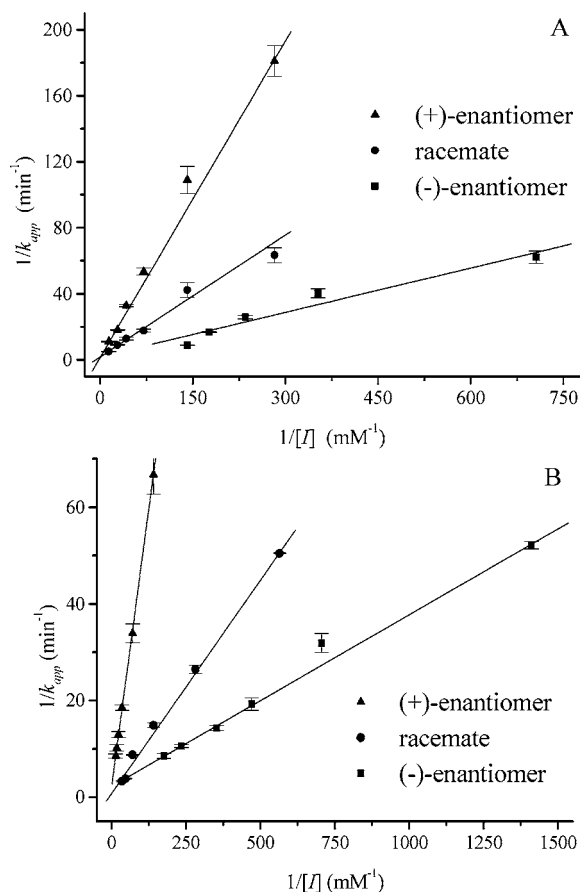 A
200
160
120
80
40
0
1/k_app (min⁻¹)
(+)-enantiomer
racemate
(-)-enantiomer
0 150 300 450 600 750
1/[I] (mM⁻¹)
B
60
40
20
0
1/k_app (min⁻¹)
(+)-enantiomer
racemate
(-)-enantiomer
0 250 500 750 1000 1250 1500
1/[I] (mM⁻¹)